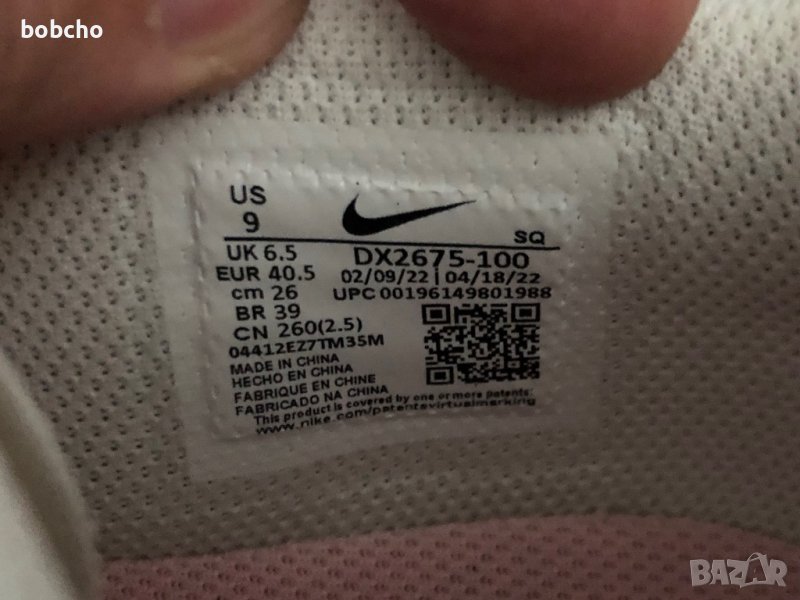 bobcho
US
9
SQ
UK 6.5
DX2675-100
EUR 40.5
02/09/22 | 04/18/22
cm 26
UPC 00196149801988
BR 39
CN 260(2.5)
04412EZ7TM35M
MADE IN CHINA
HECHO EN CHINA
FABRIQUE EN CHINE
FABRICADO NA CHINA
This product is covered by one or more patents:
www.nike.com/patentsvirtualmarking
BAZAR